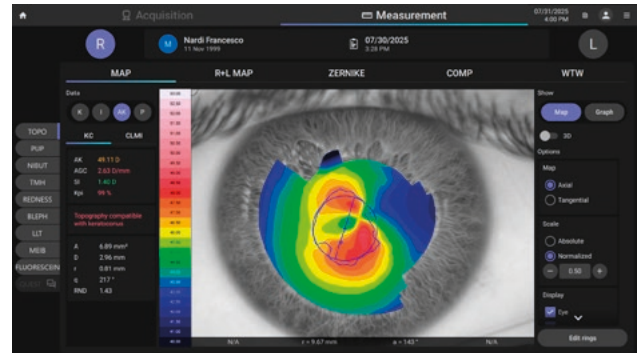 Acquisition
Measurement
07/31/2025
4:00 PM
R
M
Nardi Francesco
11 Nov 1999
07/30/2025
3:28 PM
L
MAP
R+L MAP
ZERNIKE
COMP
WTW
Data
K
I
AK
P
KC
CLMI
TOPO
PUP
NIBUT
TMH
REDNESS
BLEPH
LLT
MEIB
FLUORESCEIN
AK 49.11 D
AGC 2.63 D/mm
SI 1.40 D
Kpi 99 %
Topography compatible
with keratoconus
A 6.89 mm²
D 2.96 mm
r 0.81 mm
q 217 °
RND 1.43
N/A
r = 9.67 mm
a = 143 °
N/A
Show
Map
Graph
3D
Options
Map
Axial
Tangential
Scale
Absolute
Normalized
0.50
Display
Eye
Edit rings